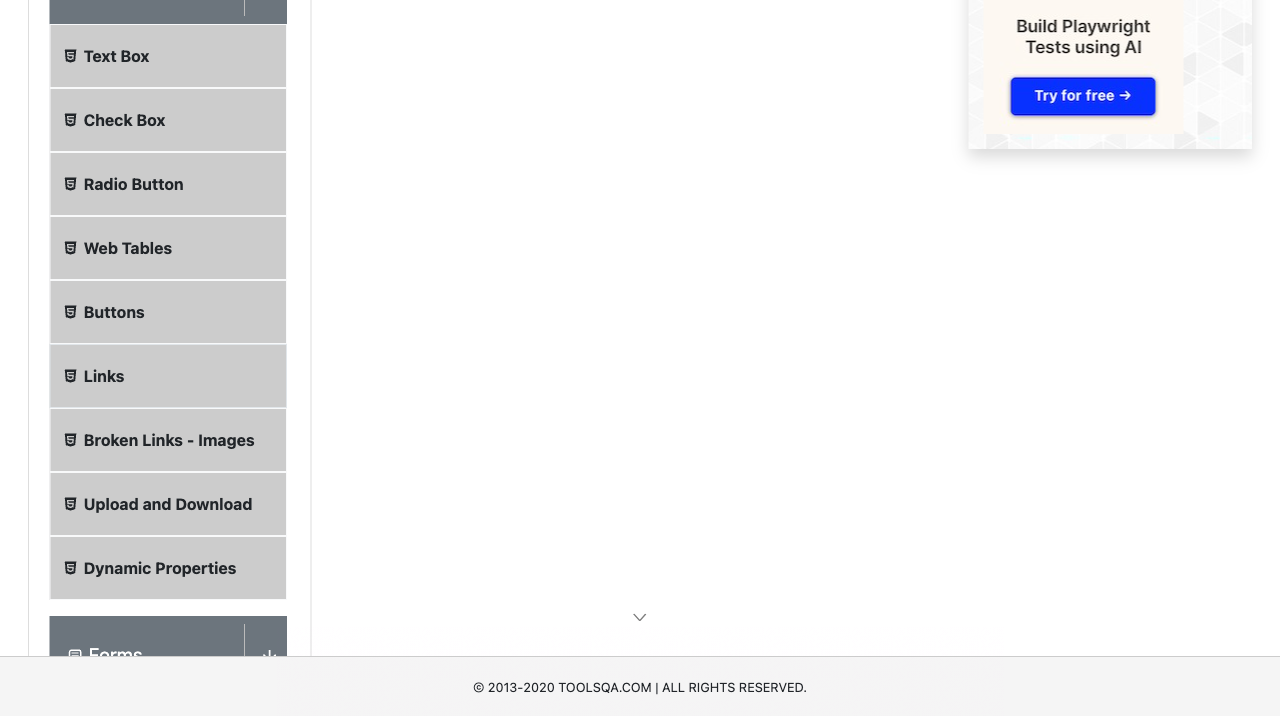 Text Box
Check Box
Radio Button
Web Tables
Buttons
Links
Broken Links - Images
Upload and Download
Dynamic Properties
Forms
Build Playwright
Tests using AI
Try for free →
© 2013-2020 TOOLSQA.COM | ALL RIGHTS RESERVED.